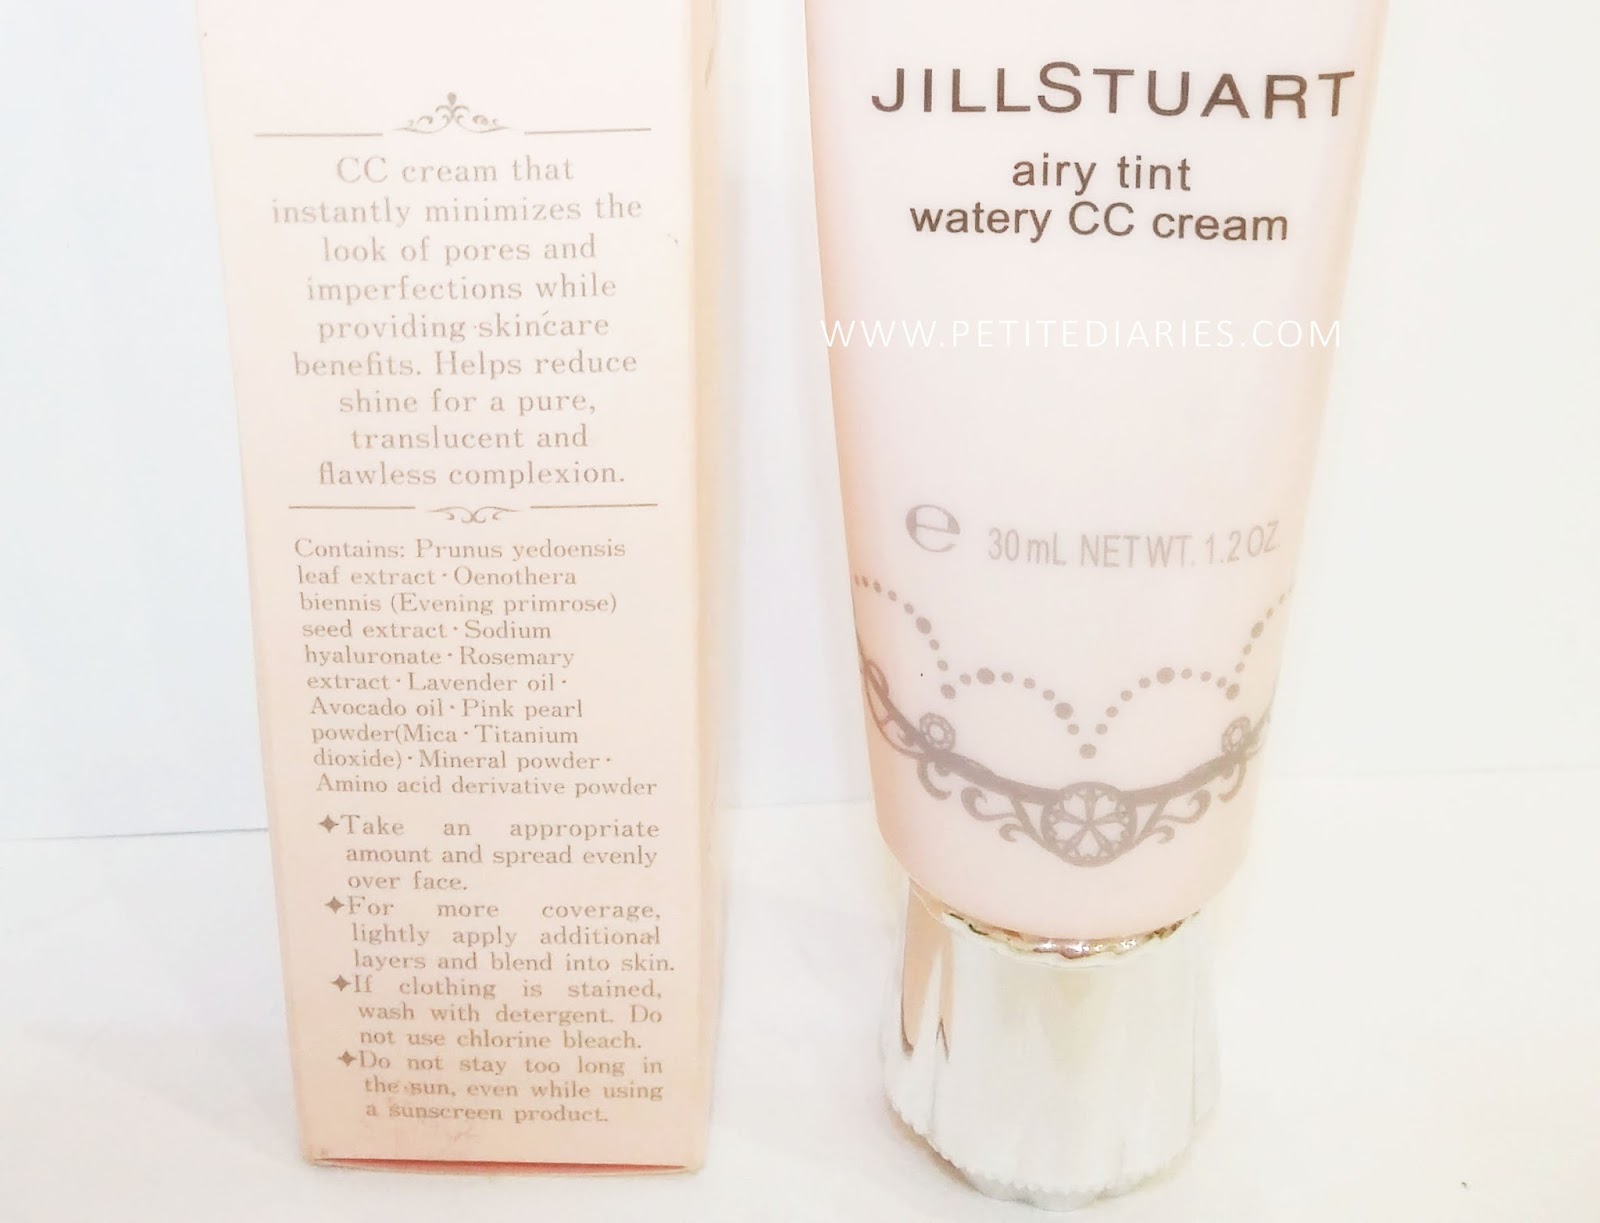 CC cream that
instantly minimizes the
look of pores and
imperfections while
providing skincare
benefits. Helps reduce
shine for a pure,
translucent and
flawless complexion.
Contains: Prunus yedoensis
leaf extract・Oenothera
biennis (Evening primrose)
seed extract・Sodium
hyaluronate・Rosemary
extract・Lavender oil・
Avocado oil・Pink pearl
powder(Mica・Titanium
dioxide)・Mineral powder・
Amino acid derivative powder
✦Take an appropriate
amount and spread evenly
over face.
✦For more coverage,
lightly apply additional
layers and blend into skin.
✦If clothing is stained,
wash with detergent. Do
not use chlorine bleach.
✦Do not stay too long in
the sun, even while using
a sunscreen product.
JILLSTUART
airy tint
watery CC cream
WWW.PETITEDIARIES.COM
℮ 30mL NET WT. 1.2 OZ.